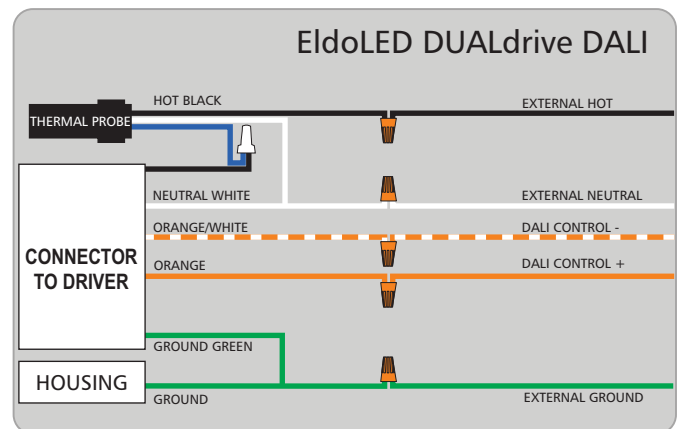 EldoLED DUALdrive DALI
HOT BLACK
EXTERNAL HOT
THERMAL PROBE
NEUTRAL WHITE
EXTERNAL NEUTRAL
ORANGE/WHITE
DALI CONTROL -
CONNECTOR
TO DRIVER
ORANGE
DALI CONTROL +
GROUND GREEN
HOUSING
GROUND
EXTERNAL GROUND